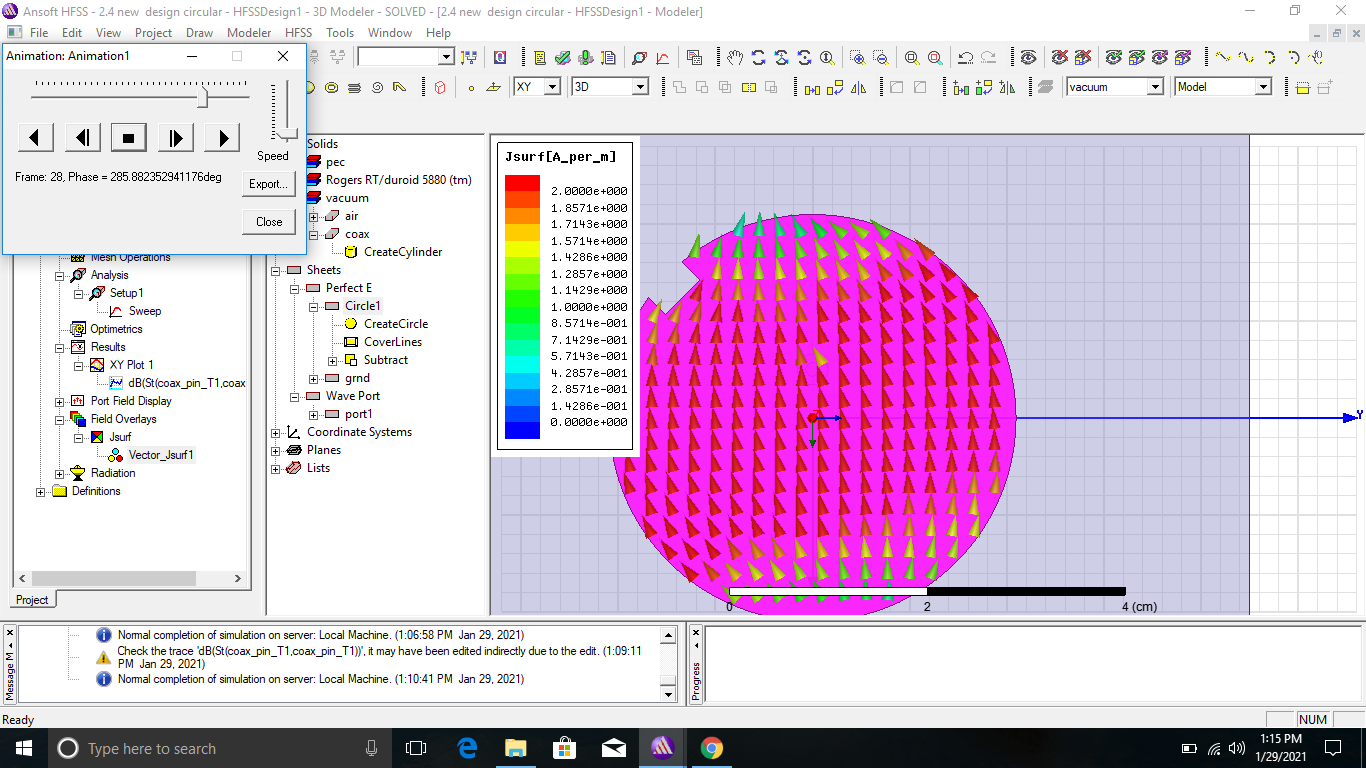 Ansoft HFSS - 2.4 new design circular - HFSSDesign1 - 3D Modeler - SOLVED - [2.4 new design circular - HFSSDesign1 - Modeler]
File Edit View Project Draw Modeler HFSS Tools Window Help
Animation: Animation1
Speed
Frame: 28, Phase = 285.882352941176deg
Export...
Close
XY
3D
vacuum
Model
Mesh Operations
Analysis
Setup1
Sweep
Optimetrics
Results
XY Plot 1
dB(St(coax_pin_T1,coax
Port Field Display
Field Overlays
Jsurf
Vector_Jsurf1
Radiation
Definitions
Project
Solids
pec
Rogers RT/duroid 5880 (tm)
vacuum
air
coax
CreateCylinder
Sheets
Perfect E
Circle1
CreateCircle
CoverLines
Subtract
grnd
Wave Port
port1
Coordinate Systems
Planes
Lists
Jsurf[A_per_m]
2.0000e+000
1.8571e+000
1.7143e+000
1.5714e+000
1.4286e+000
1.2857e+000
1.1429e+000
1.0000e+000
8.5714e-001
7.1429e-001
5.7143e-001
4.2857e-001
2.8571e-001
1.4286e-001
0.0000e+000
Y
0
2
4 (cm)
Message M
Normal completion of simulation on server: Local Machine. (1:06:58 PM Jan 29, 2021)
Check the trace 'dB(St(coax_pin_T1,coax_pin_T1))', it may have been edited indirectly due to the edit. (1:09:11
PM Jan 29, 2021)
Normal completion of simulation on server: Local Machine. (1:10:41 PM Jan 29, 2021)
Progress
Ready
NUM
Type here to search
1:15 PM
1/29/2021